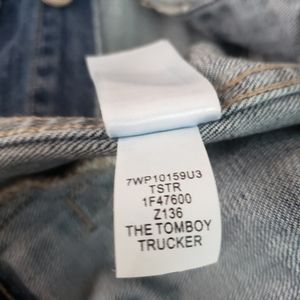 7WP10159U3
TSTR
1F47600
Z136
THE TOMBOY
TRUCKER